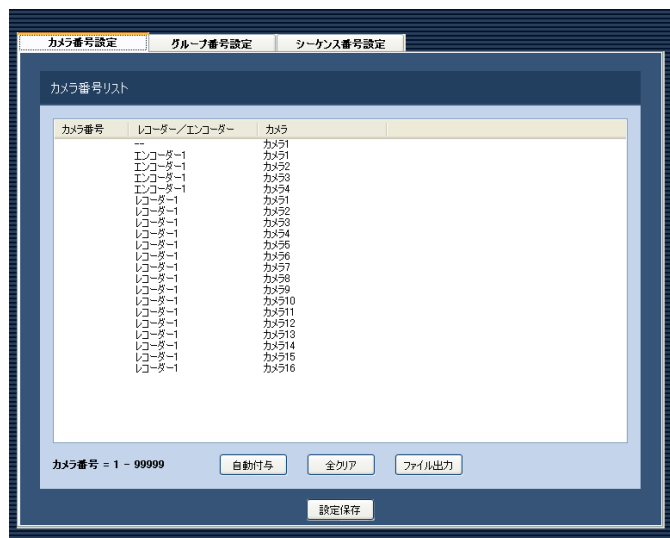 カメラ番号設定 グループ番号設定 シーケンス番号設定
カメラ番号リスト
カメラ番号 レコーダー／エンコーダー カメラ
-- カメラ1
エンコーダー1 カメラ1
エンコーダー1 カメラ2
エンコーダー1 カメラ3
エンコーダー1 カメラ4
レコーダー1 カメラ1
レコーダー1 カメラ2
レコーダー1 カメラ3
レコーダー1 カメラ4
レコーダー1 カメラ5
レコーダー1 カメラ6
レコーダー1 カメラ7
レコーダー1 カメラ8
レコーダー1 カメラ9
レコーダー1 カメラ10
レコーダー1 カメラ11
レコーダー1 カメラ12
レコーダー1 カメラ13
レコーダー1 カメラ14
レコーダー1 カメラ15
レコーダー1 カメラ16
カメラ番号 = 1 - 99999 自動付与 全クリア ファイル出力
設定保存